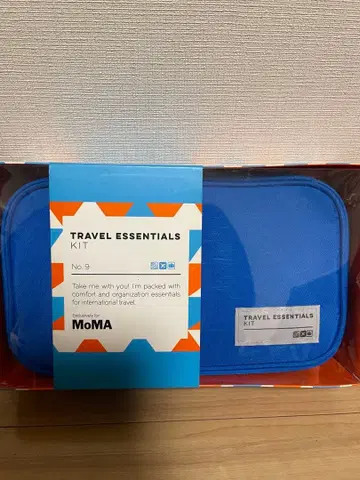 TRAVEL ESSENTIALS
KIT
No. 9
Take me with you! I'm packed with
comfort and organization essentials
for international travel.
Exclusively for
MoMA
TRAVEL ESSENTIALS
KIT